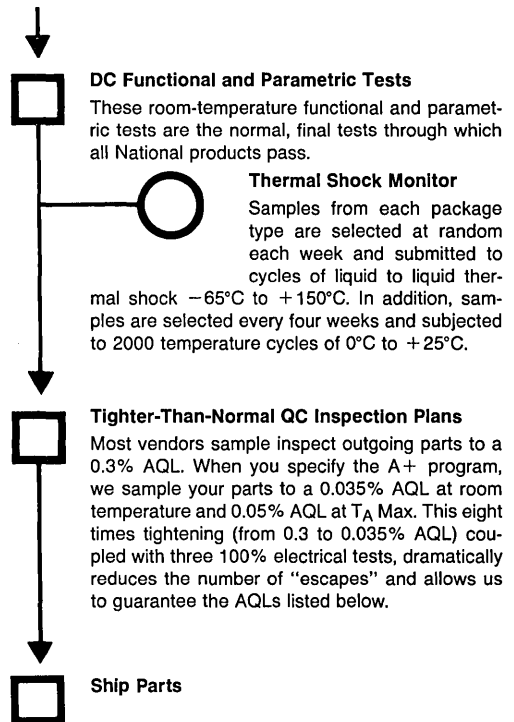 DC Functional and Parametric Tests
These room-temperature functional and paramet-
ric tests are the normal, final tests through which
all National products pass.
Thermal Shock Monitor
Samples from each package
type are selected at random
each week and submitted to
cycles of liquid to liquid ther-
mal shock −65°C to +150°C. In addition, sam-
ples are selected every four weeks and subjected
to 2000 temperature cycles of 0°C to +25°C.
Tighter-Than-Normal QC Inspection Plans
Most vendors sample inspect outgoing parts to a
0.3% AQL. When you specify the A+ program,
we sample your parts to a 0.035% AQL at room
temperature and 0.05% AQL at TA Max. This eight
times tightening (from 0.3 to 0.035% AQL) cou-
pled with three 100% electrical tests, dramatically
reduces the number of "escapes" and allows us
to guarantee the AQLs listed below.
Ship Parts